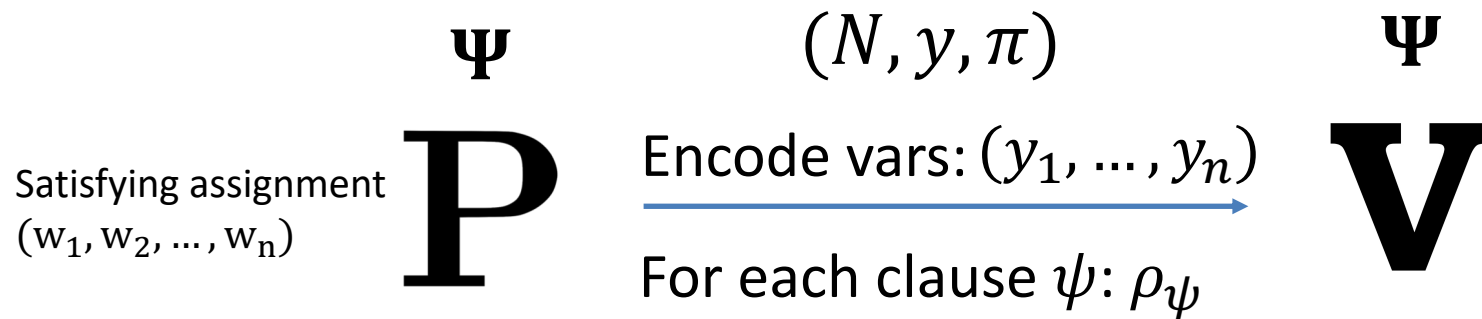 Ψ (N, y, π) Ψ
Satisfying assignment
(w₁, w₂, …, wₙ)
P
Encode vars: (y₁, … , yₙ)
For each clause ψ: ρ_ψ
V